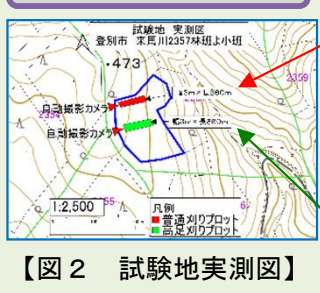 試験地 実測図
登別市 来馬川2357林班よ小班
473
2359
自動撮影カメラ
2354
自動撮影カメラ
1:2,500
凡例
普通刈りプロット
高足刈りプロット
【図２　試験地実測図】